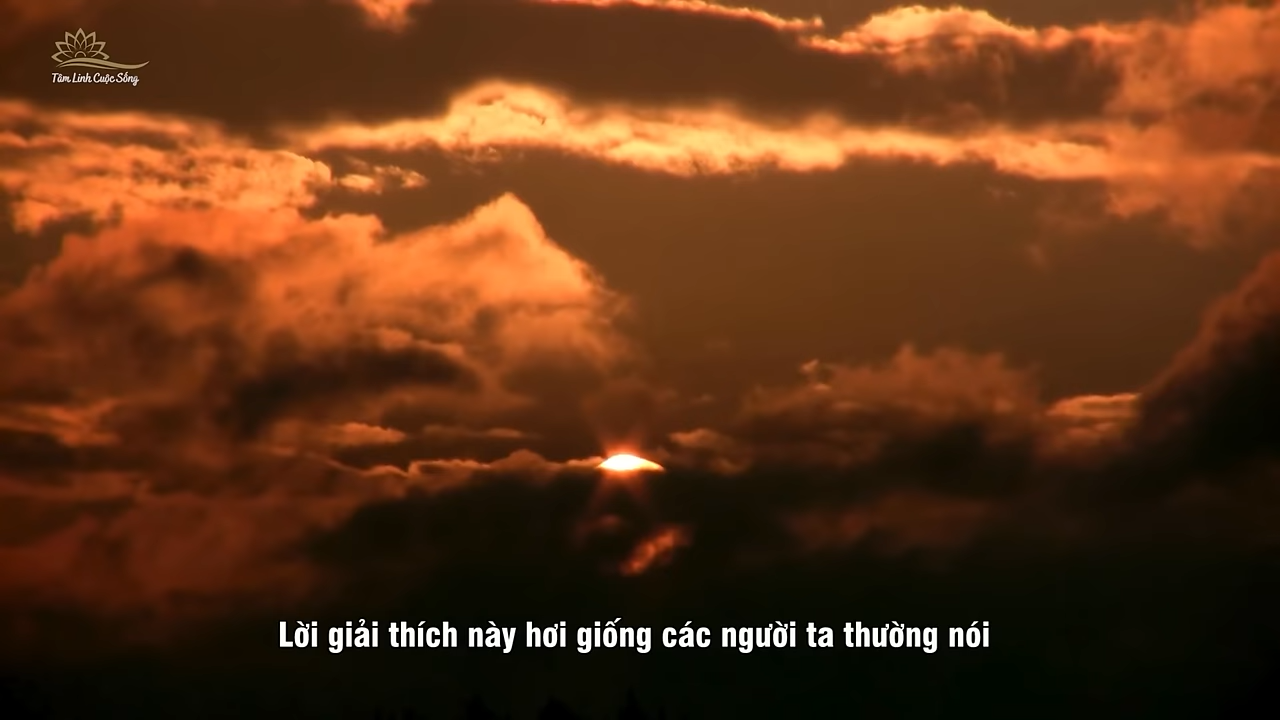 Tâm Linh Cuộc Sống
Lời giải thích này hơi giống các người ta thường nói